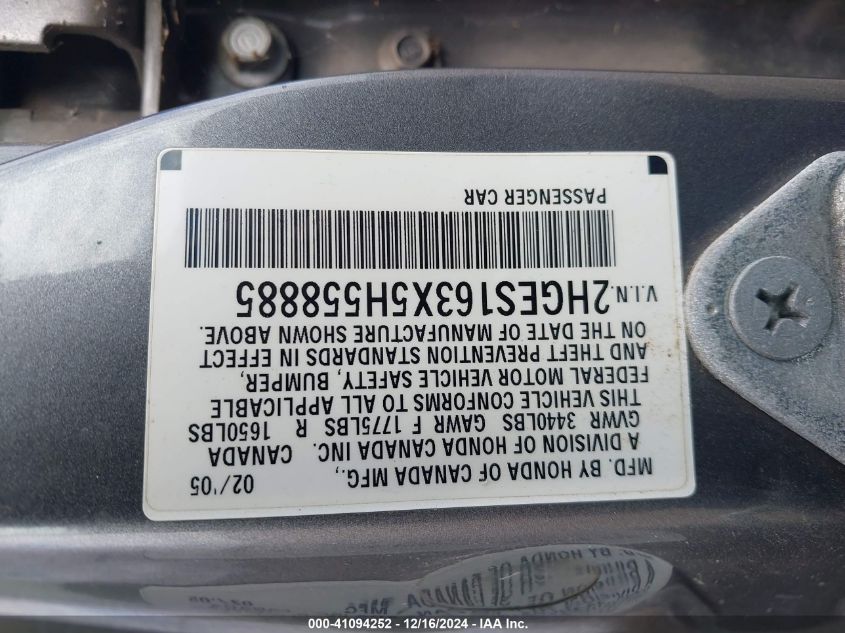 MFD. BY HONDA OF CANADA MFG., 02/'05
A DIVISION OF HONDA CANADA INC. CANADA
GVWR 3440LBS GAWR F 1775LBS R 1650LBS
THIS VEHICLE CONFORMS TO ALL APPLICABLE
FEDERAL MOTOR VEHICLE SAFETY, BUMPER,
AND THEFT PREVENTION STANDARDS IN EFFECT
ON THE DATE OF MANUFACTURE SHOWN ABOVE.
V.I.N. 2HGES163X5H558885
PASSENGER CAR
000-41094252 - 12/16/2024 - IAA Inc.